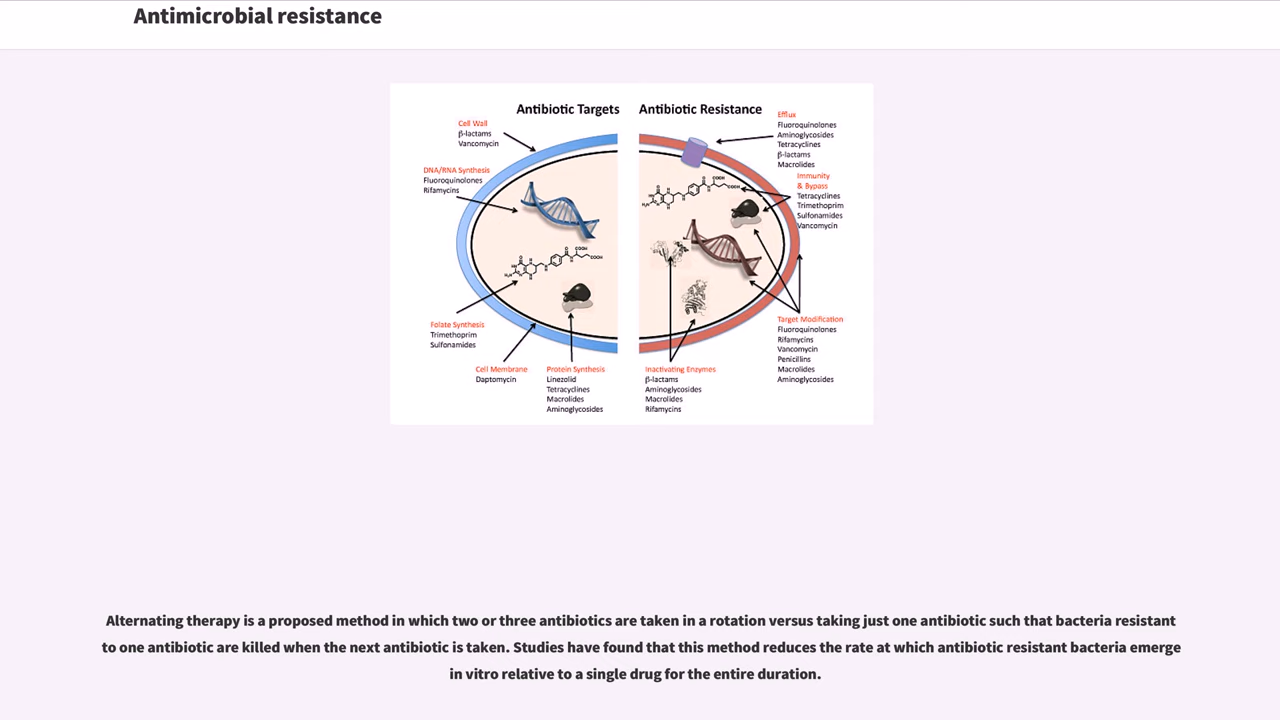 Antimicrobial resistance
Antibiotic Targets
Cell Wall
β-lactams
Vancomycin
DNA/RNA Synthesis
Fluoroquinolones
Rifamycins
Folate Synthesis
Trimethoprim
Sulfonamides
Cell Membrane
Daptomycin
Protein Synthesis
Linezolid
Tetracyclines
Macrolides
Aminoglycosides
Antibiotic Resistance
Efflux
Fluoroquinolones
Aminoglycosides
Tetracyclines
β-lactams
Macrolides
Immunity
& Bypass
Tetracyclines
Trimethoprim
Sulfonamides
Vancomycin
Target Modification
Fluoroquinolones
Rifamycins
Vancomycin
Penicillins
Macrolides
Aminoglycosides
Inactivating Enzymes
β-lactams
Aminoglycosides
Macrolides
Rifamycins
Alternating therapy is a proposed method in which two or three antibiotics are taken in a rotation versus taking just one antibiotic such that bacteria resistant
to one antibiotic are killed when the next antibiotic is taken. Studies have found that this method reduces the rate at which antibiotic resistant bacteria emerge
in vitro relative to a single drug for the entire duration.